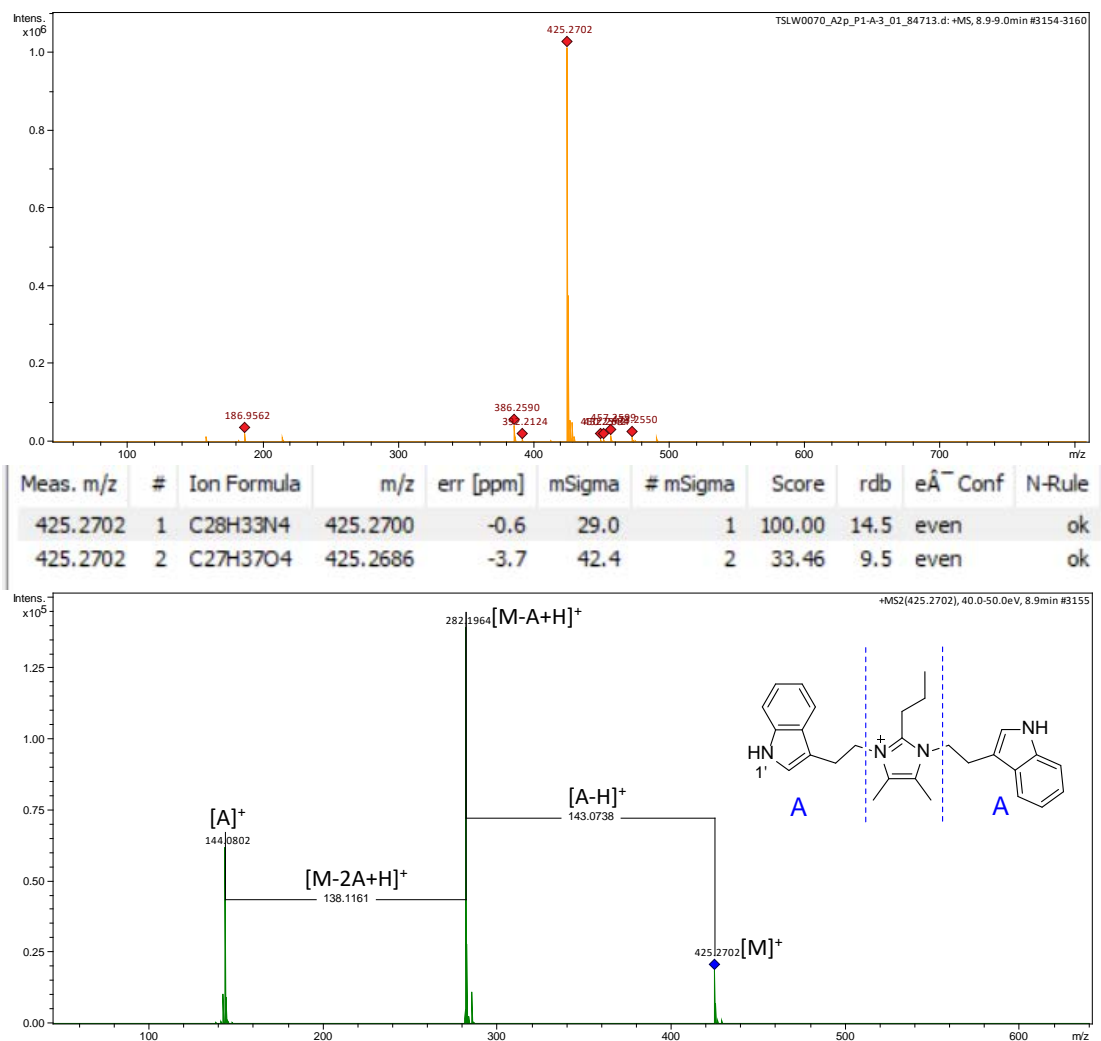 Intens.
x10⁶
TSLW0070_A2p_P1-A-3_01_84713.d: +MS, 8.9-9.0min #3154-3160
425.2702
1.0
0.8
0.6
0.4
0.2
0.0
186.9562
386.2590
392.2124
457.2599
.2550
100
200
300
400
500
600
700
m/z
Meas. m/z # Ion Formula m/z err [ppm] mSigma # mSigma Score rdb eÂ¯ Conf N-Rule
425.2702 1 C28H33N4 425.2700 -0.6 29.0 1 100.00 14.5 even ok
425.2702 2 C27H37O4 425.2686 -3.7 42.4 2 33.46 9.5 even ok
Intens.
x10⁵
+MS2(425.2702), 40.0-50.0eV, 8.9min #3155
282.1964 [M-A+H]⁺
1.25
1.00
0.75
0.50
0.25
0.00
[A]⁺
144.0802
[M-2A+H]⁺
138.1161
[A-H]⁺
143.0738
425.2702 [M]⁺
HN
1'
N
+
N
NH
A
A
100
200
300
400
500
600
m/z